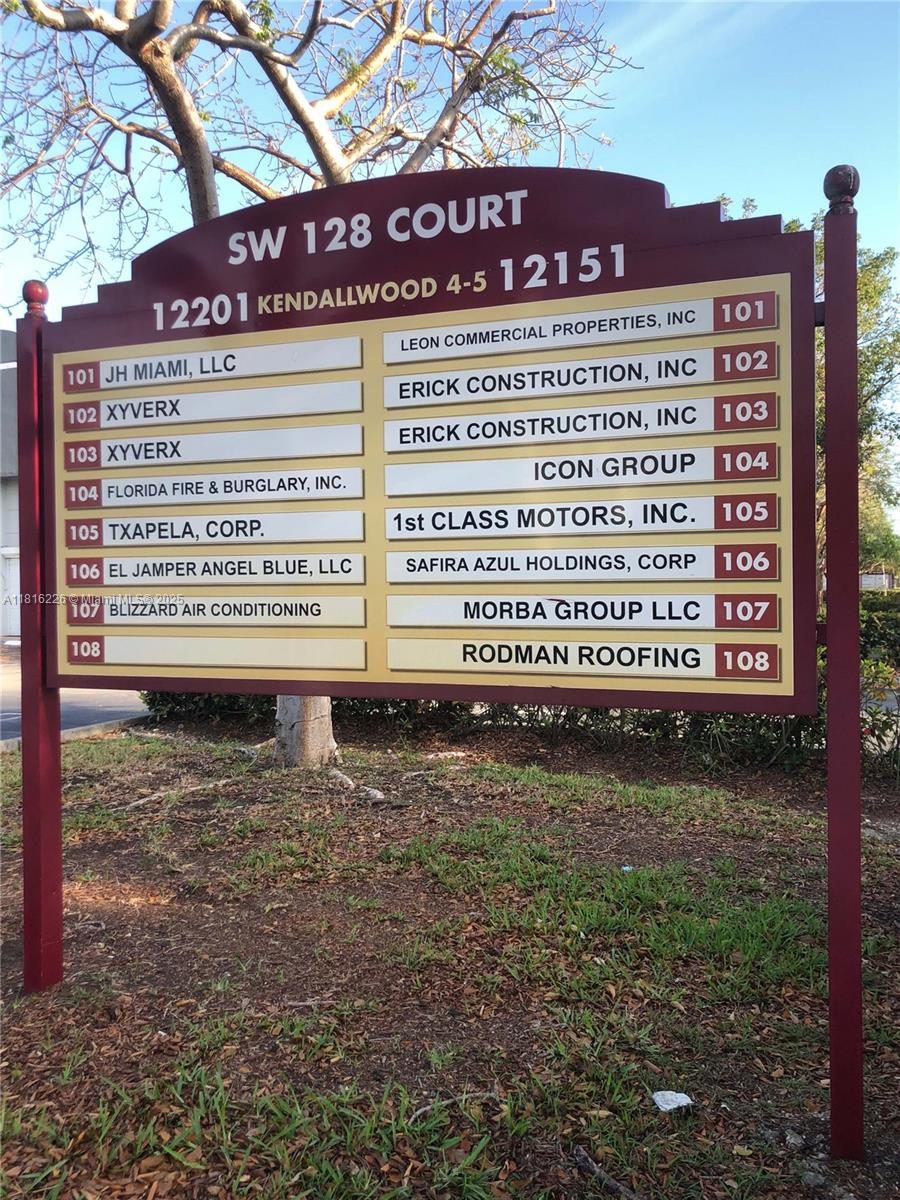 SW 128 COURT
12201 KENDALLWOOD 4-5 12151
101 JH MIAMI, LLC
102 XYVERX
103 XYVERX
104 FLORIDA FIRE & BURGLARY, INC.
105 TXAPELA, CORP.
106 EL JAMPER ANGEL BLUE, LLC
107 BLIZZARD AIR CONDITIONING
108
LEON COMMERCIAL PROPERTIES, INC 101
ERICK CONSTRUCTION, INC 102
ERICK CONSTRUCTION, INC 103
ICON GROUP 104
1st CLASS MOTORS, INC. 105
SAFIRA AZUL HOLDINGS, CORP 106
MORBA GROUP LLC 107
RODMAN ROOFING 108
A11816226 © Miami MLS © 2025